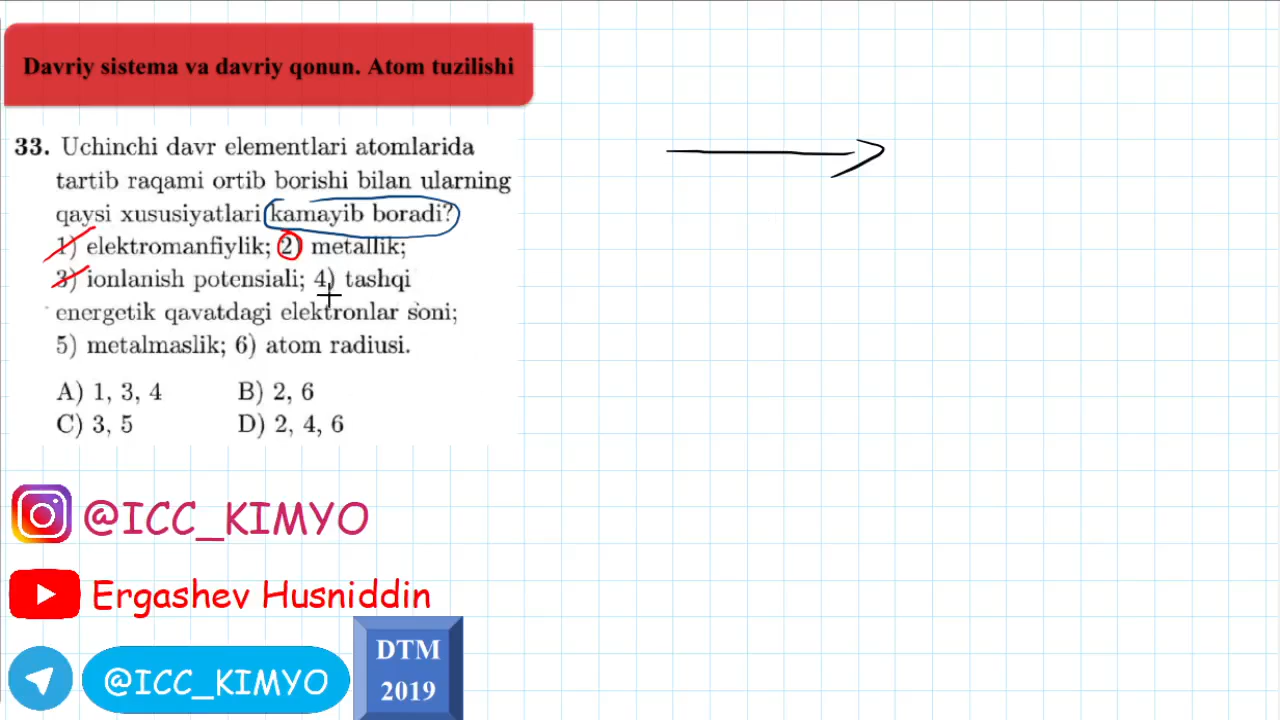 Davriy sistema va davriy qonun. Atom tuzilishi
33. Uchinchi davr elementlari atomlarida
tartib raqami ortib borishi bilan ularning
qaysi xususiyatlari kamayib boradi?
1) elektromanfiylik; 2) metallik;
3) ionlanish potensiali; 4) tashqi
energetik qavatdagi elektronlar soni;
5) metalmaslik; 6) atom radiusi.
A) 1, 3, 4 B) 2, 6
C) 3, 5 D) 2, 4, 6
@ICC_KIMYO
Ergashev Husniddin
@ICC_KIMYO
DTM
2019